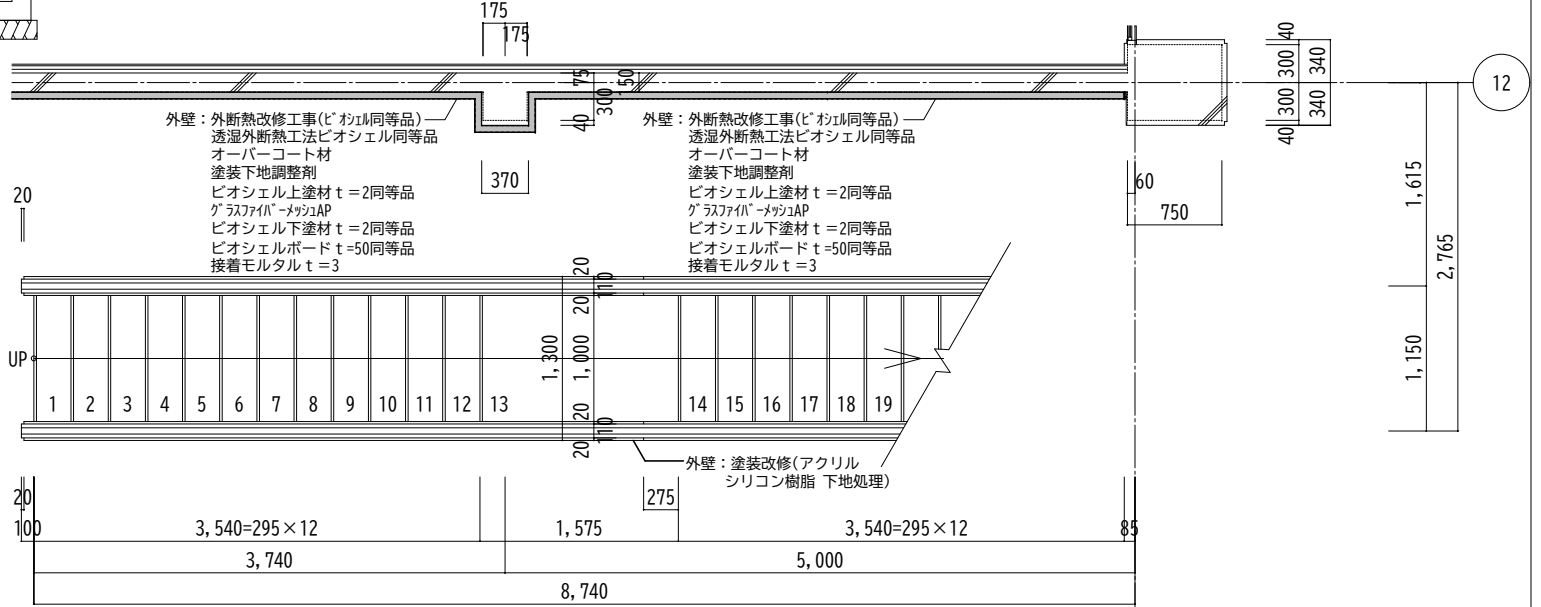 175
175
75
150
300
40
40
300
340
300
340
40
12
外壁：外断熱改修工事(ﾋﾞｵｼｪﾙ同等品)
透湿外断熱工法ビオシェル同等品
オーバーコート材
塗装下地調整剤
ビオシェル上塗材ｔ＝2同等品
ｸﾞﾗｽﾌｧｲﾊﾞｰﾒｯｼｭAP
ビオシェル下塗材ｔ＝2同等品
ビオシェルボードｔ=50同等品
接着モルタルｔ＝3
外壁：外断熱改修工事(ﾋﾞｵｼｪﾙ同等品)
透湿外断熱工法ビオシェル同等品
オーバーコート材
塗装下地調整剤
ビオシェル上塗材ｔ＝2同等品
ｸﾞﾗｽﾌｧｲﾊﾞｰﾒｯｼｭAP
ビオシェル下塗材ｔ＝2同等品
ビオシェルボードｔ=50同等品
接着モルタルｔ＝3
370
60
750
1,615
2,765
1,150
20
20
110
20
1,300
1,000
20
110
20
UP
1 2 3 4 5 6 7 8 9 10 11 12 13 14 15 16 17 18 19
外壁：塗装改修(アクリル
シリコン樹脂 下地処理)
20
275
100
3,540=295×12
1,575
3,540=295×12
85
3,740
5,000
8,740